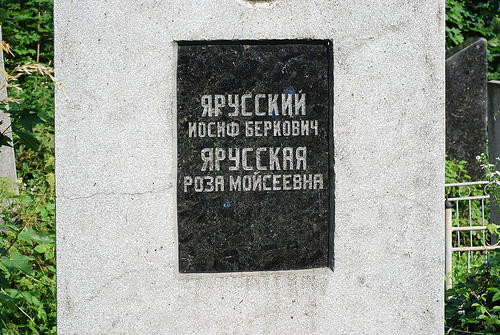 ЯРУССКИЙ
ИОСИФ БЕРКОВИЧ
ЯРУССКАЯ
РОЗА МОЙСЕЕВНА